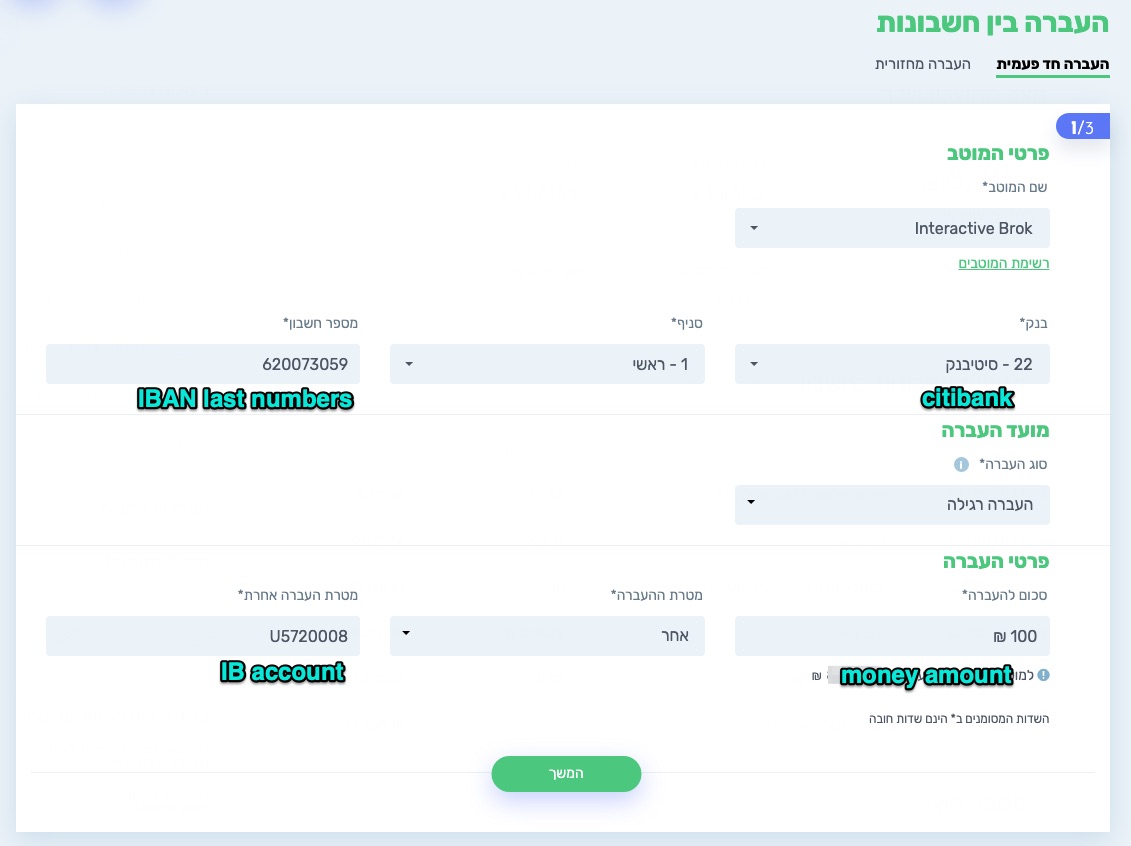 העברה בין חשבונות
העברה חד פעמית
העברה מחזורית
1/3
פרטי המוטב
שם המוטב*
Interactive Brok
רשימת המוטבים
בנק*
סניף*
מספר חשבון*
22 - סיטיבנק
1 - ראשי
620073059
citibank
IBAN last numbers
מועד העברה
סוג העברה*
העברה רגילה
פרטי העברה
סכום להעברה*
מטרת ההעברה*
מטרת העברה אחרת*
100 ₪
אחר
U5720008
money amount
₪
IB account
השדות המסומנים ב* הינם שדות חובה
המשך